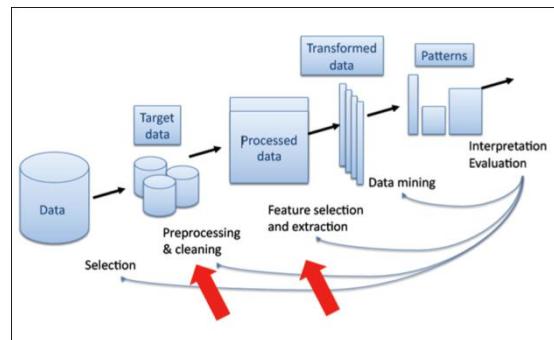 Transformed
data
Patterns
Target
data
Processed
data
Interpretation
Evaluation
Data mining
Data
Feature selection
and extraction
Preprocessing
& cleaning
Selection